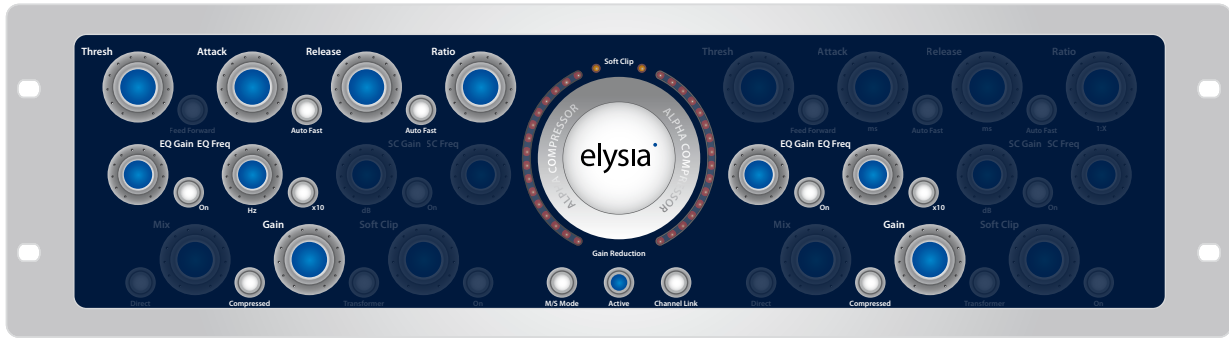 Thresh Attack Release Ratio
Soft Clip
Thresh Attack Release Ratio
Feed Forward Auto Fast Auto Fast
Feed Forward ms Auto Fast ms Auto Fast 1:X
ALPHA COMPRESSOR
ALPHA COMPRESSOR
elysia
EQ Gain EQ Freq SC Gain SC Freq
EQ Gain EQ Freq SC Gain SC Freq
On Hz x10 dB On
On x10 dB On
Mix Gain Soft Clip
Mix Gain Soft Clip
Gain Reduction
Direct Compressed Transformer On
M/S Mode Active Channel Link
Direct Compressed Transformer On